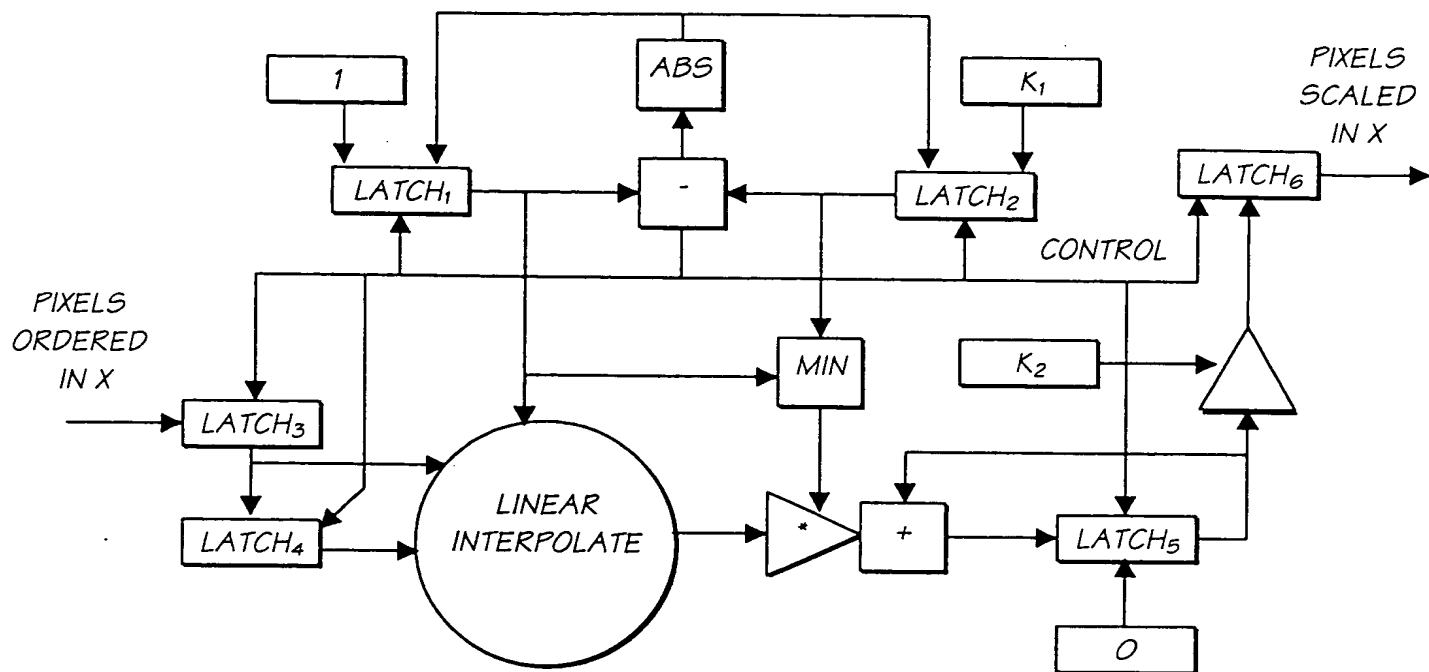 1
ABS
K₁
PIXELS
SCALED
IN X
LATCH₁
-
LATCH₂
LATCH₆
CONTROL
PIXELS
ORDERED
IN X
MIN
K₂
LATCH₃
LINEAR
INTERPOLATE
LATCH₄
*
+
LATCH₅
0